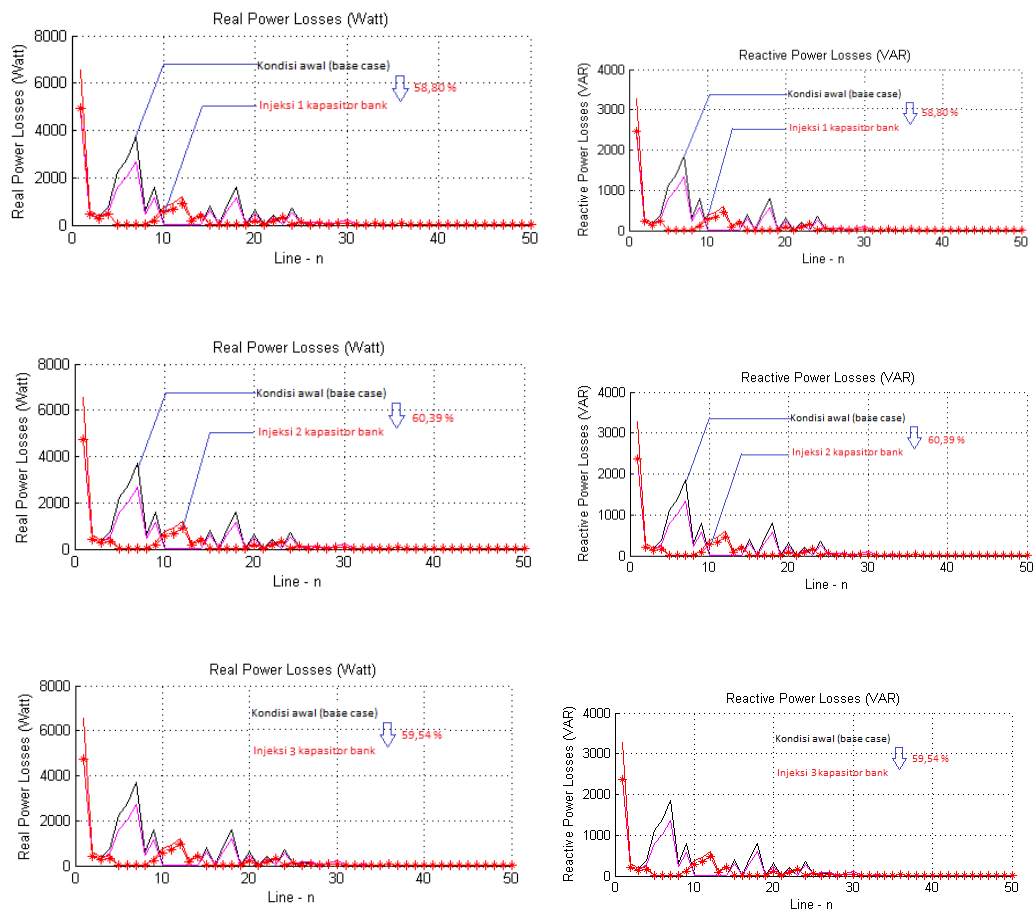 Real Power Losses (Watt)
Real Power Losses (Watt)
8000
6000
4000
2000
0
Kondisi awal (base case)
58,80 %
Injeksi 1 kapasitor bank
0
10
20
30
40
50
Line - n
Reactive Power Losses (VAR)
Reactive Power Losses (VAR)
4000
3000
2000
1000
0
Kondisi awal (base case)
58,80 %
Injeksi 1 kapasitor bank
0
10
20
30
40
50
Line - n
Real Power Losses (Watt)
Real Power Losses (Watt)
8000
6000
4000
2000
0
Kondisi awal (base case)
60,39 %
Injeksi 2 kapasitor bank
0
10
20
30
40
50
Line - n
Reactive Power Losses (VAR)
Reactive Power Losses (VAR)
4000
3000
2000
1000
0
Kondisi awal (base case)
60,39 %
Injeksi 2 kapasitor bank
0
10
20
30
40
50
Line - n
Real Power Losses (Watt)
Real Power Losses (Watt)
8000
6000
4000
2000
0
Kondisi awal (base case)
59,54 %
Injeksi 3 kapasitor bank
0
10
20
30
40
50
Line - n
Reactive Power Losses (VAR)
Reactive Power Losses (VAR)
4000
3000
2000
1000
0
Kondisi awal (base case)
59,54 %
Injeksi 3 kapasitor bank
0
10
20
30
40
50
Line - n